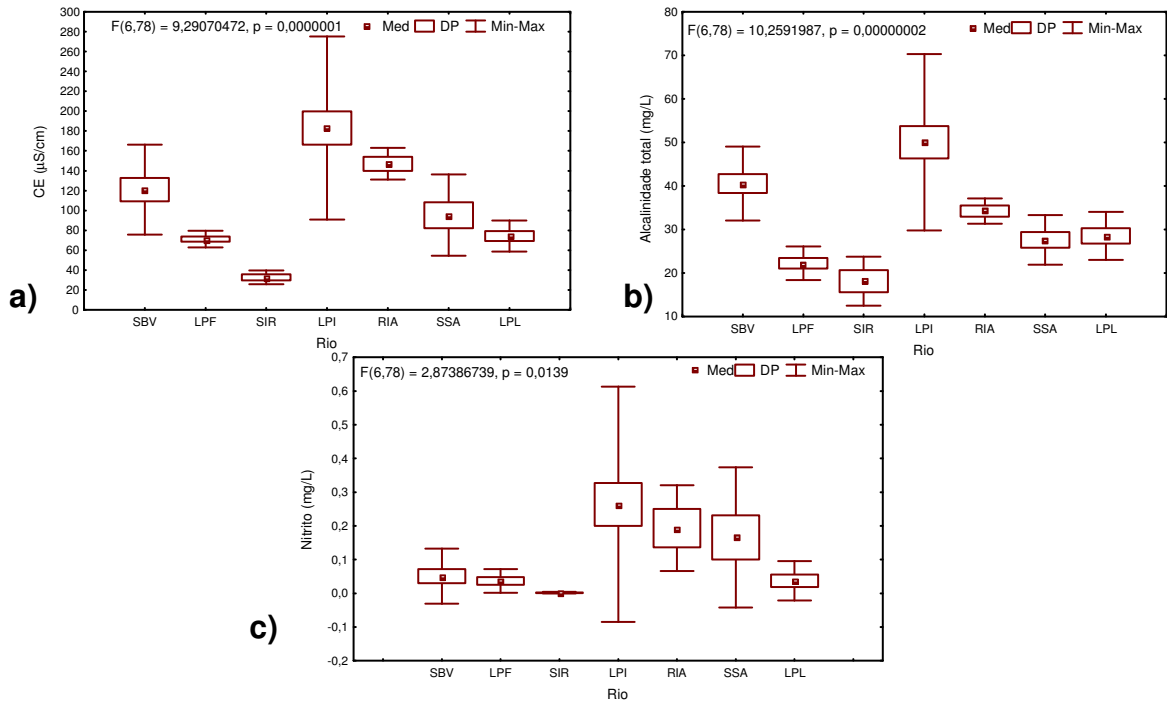 F(6,78) = 9,29070472, p = 0,0000001
Med DP Min-Max
300
280
260
240
220
200
180
160
140
120
100
80
60
40
20
0
CE (µS/cm)
SBV LPF SIR LPI RIA SSA LPL
Rio
a)
F(6,78) = 10,2591987, p = 0,00000002
Med DP Min-Max
80
70
60
50
40
30
20
10
Alcalinidade total (mg/L)
SBV LPF SIR LPI RIA SSA LPL
Rio
b)
F(6,78) = 2,87386739, p = 0,0139
Med DP Min-Max
0,7
0,6
0,5
0,4
0,3
0,2
0,1
0,0
-0,1
-0,2
Nitrito (mg/L)
SBV LPF SIR LPI RIA SSA LPL
Rio
c)